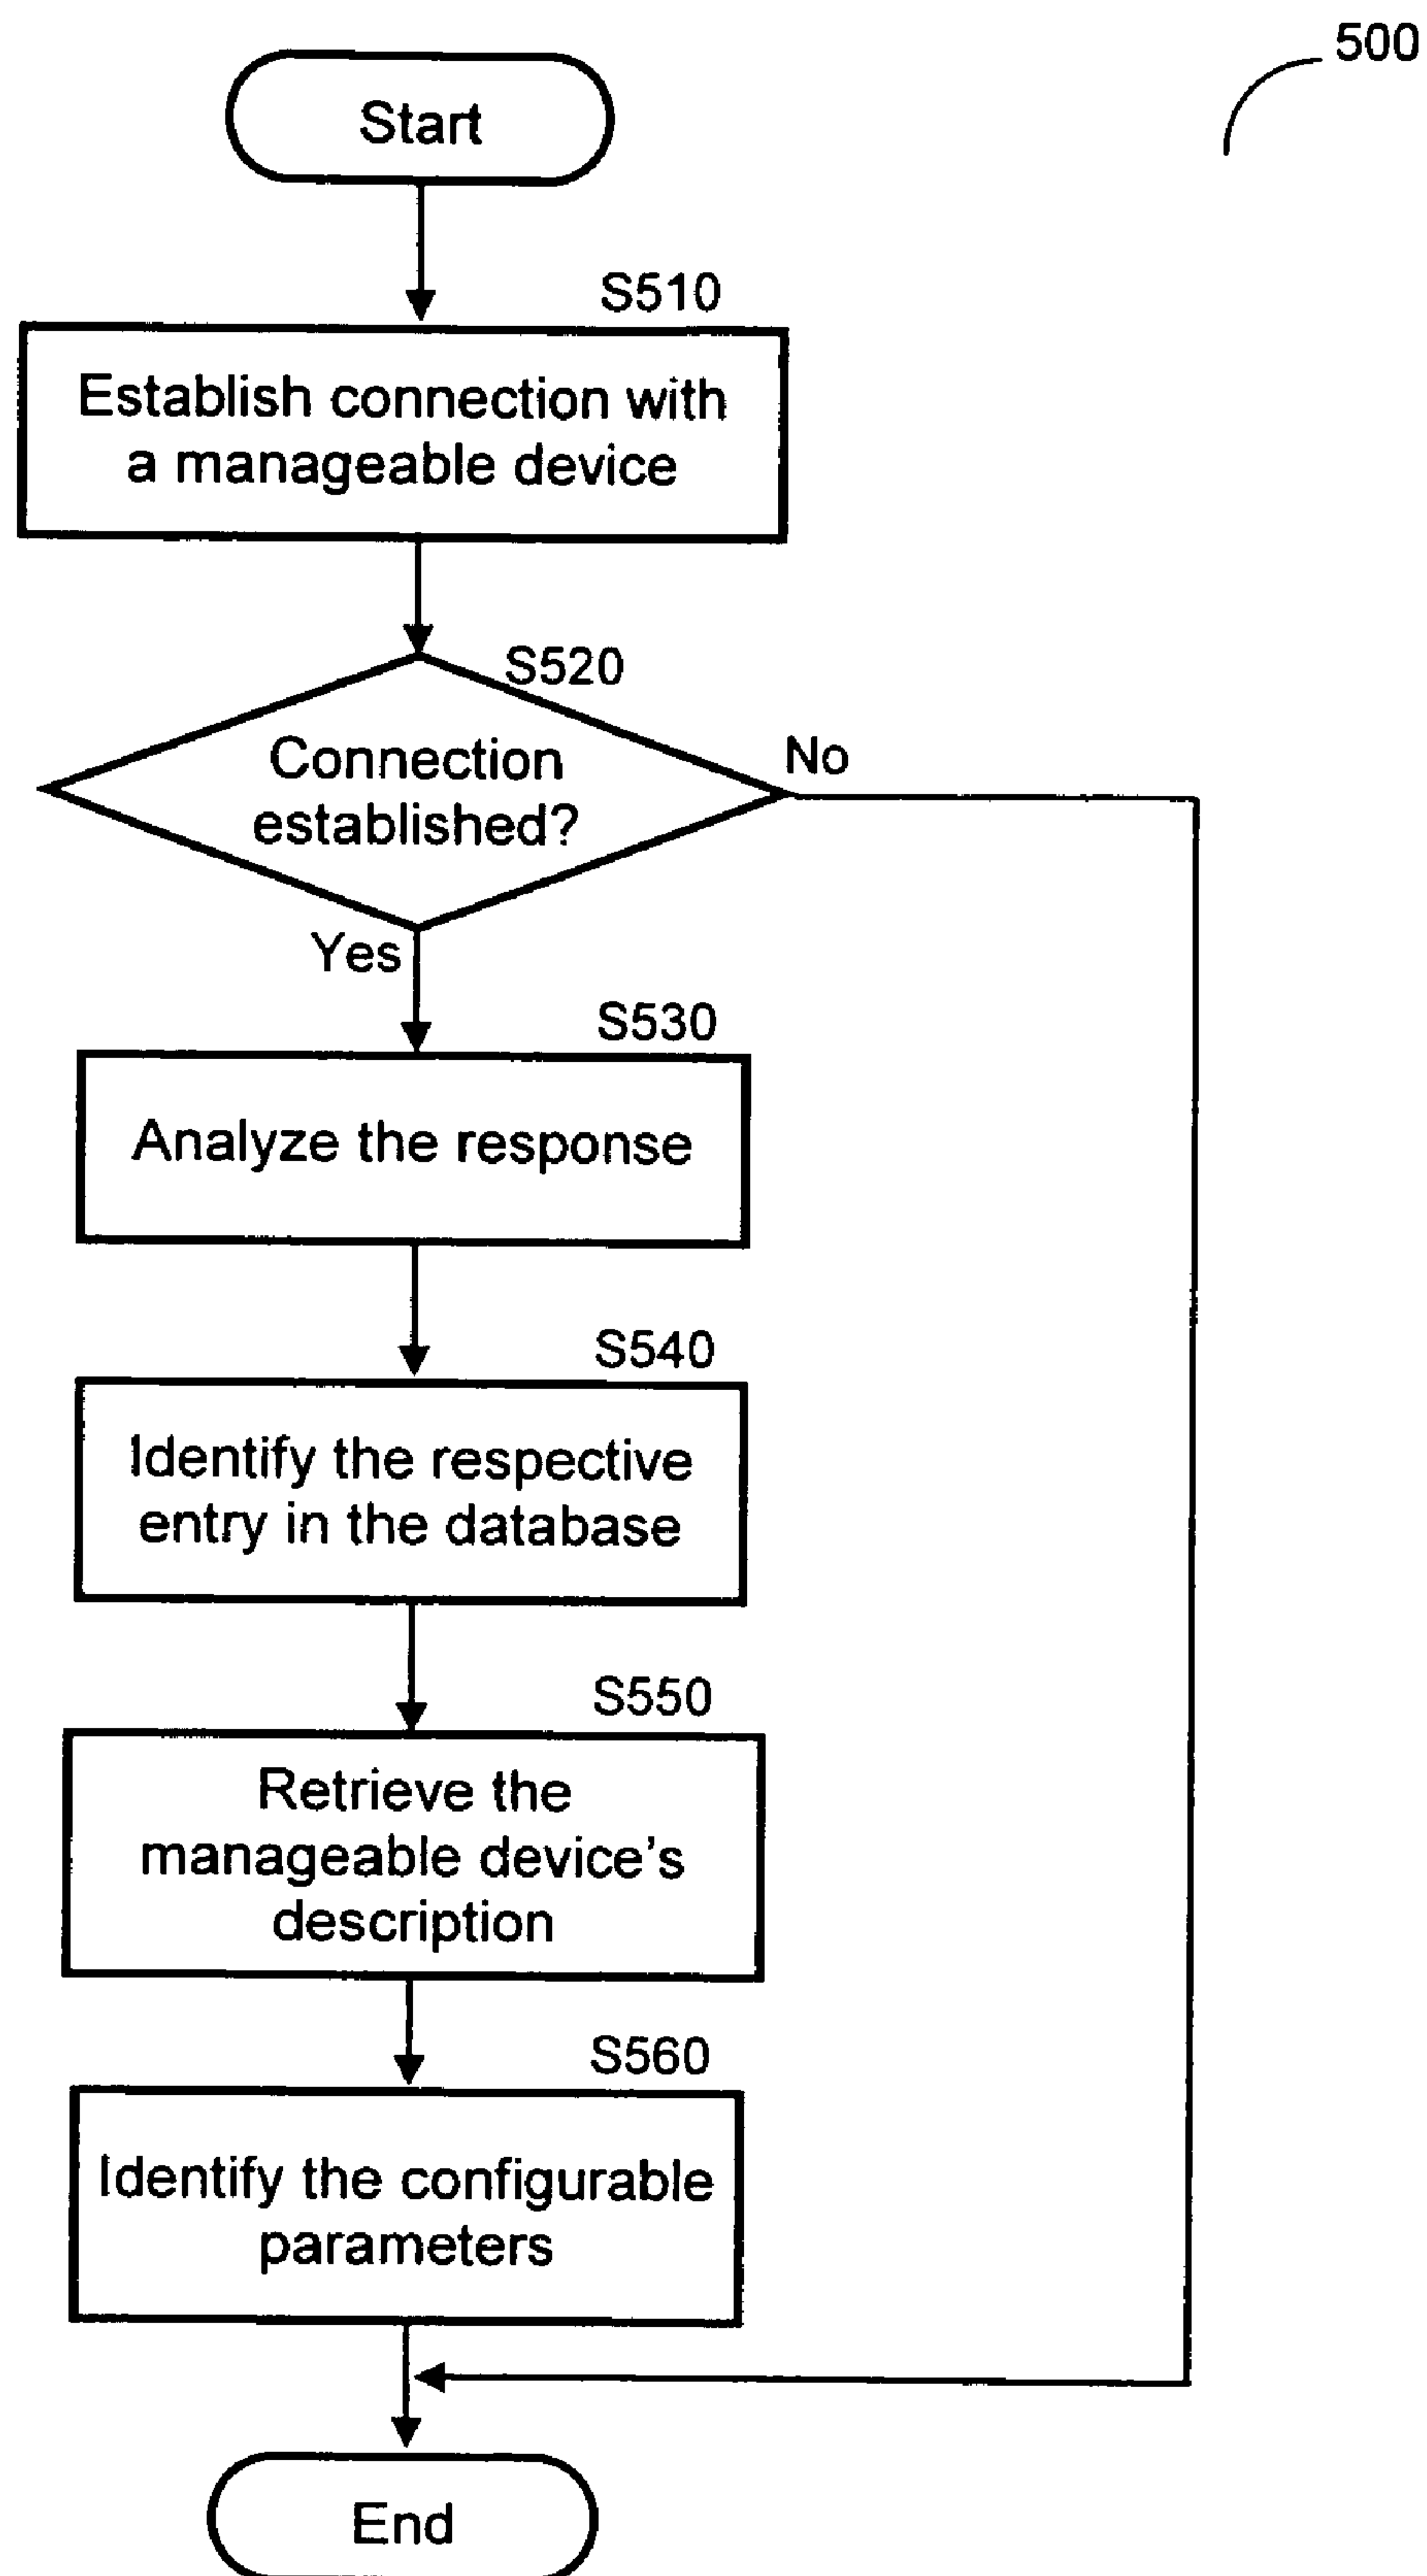 500
Start
S510
Establish connection with
a manageable device
S520
Connection
established?
No
Yes
S530
Analyze the response
S540
Identify the respective
entry in the database
S550
Retrieve the
manageable device's
description
S560
Identify the configurable
parameters
End